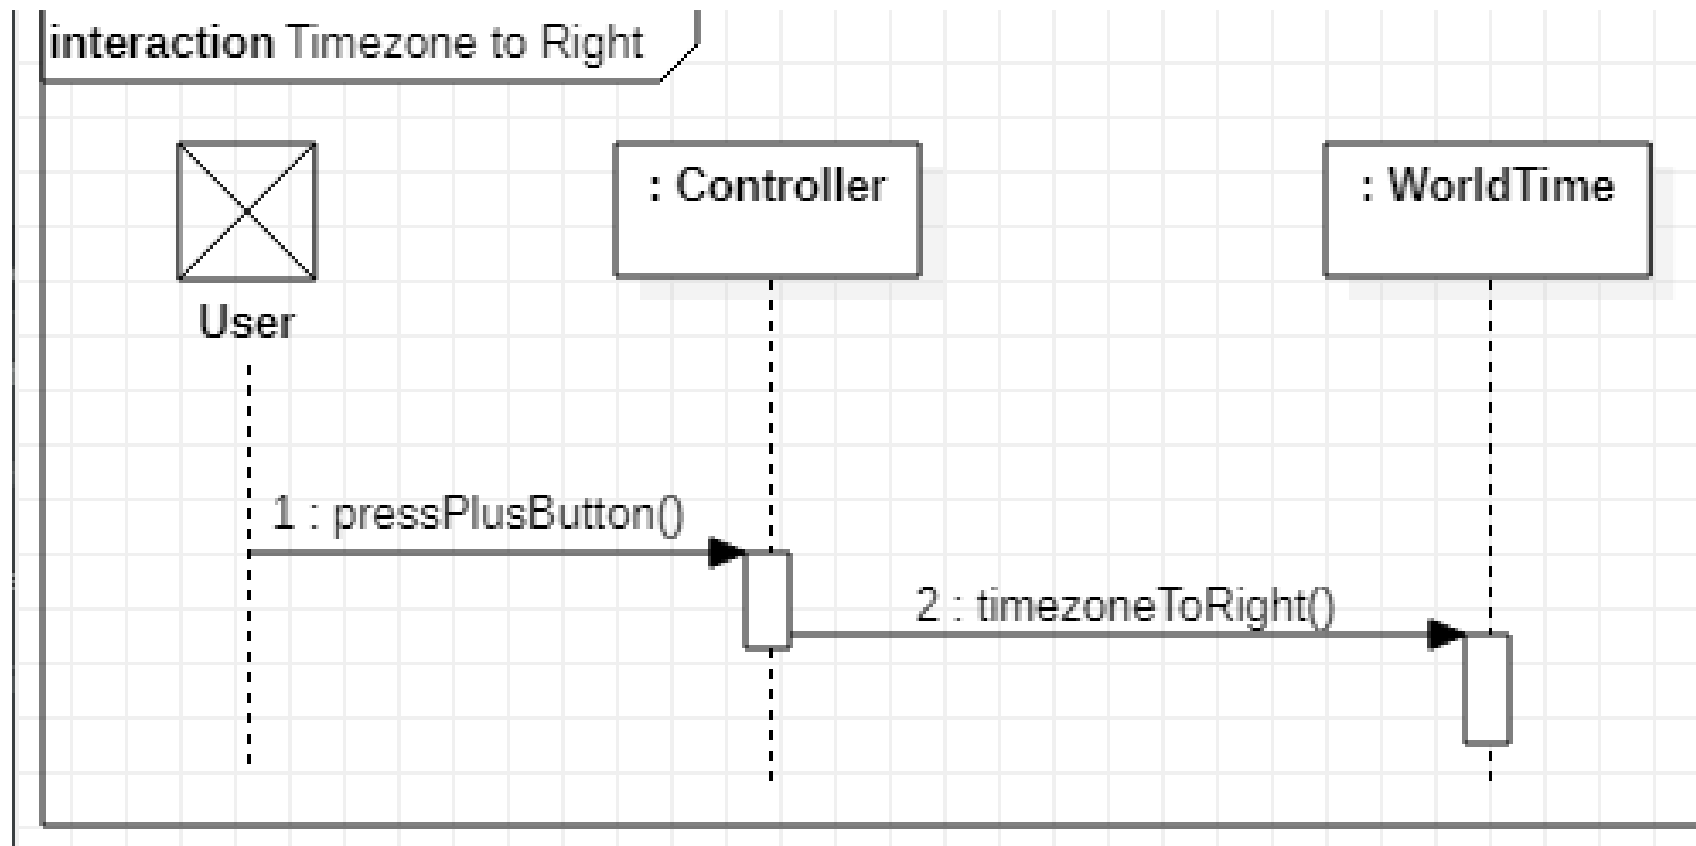 interaction Timezone to Right
: Controller
: WorldTime
User
1 : pressPlusButton()
2 : timezoneToRight()